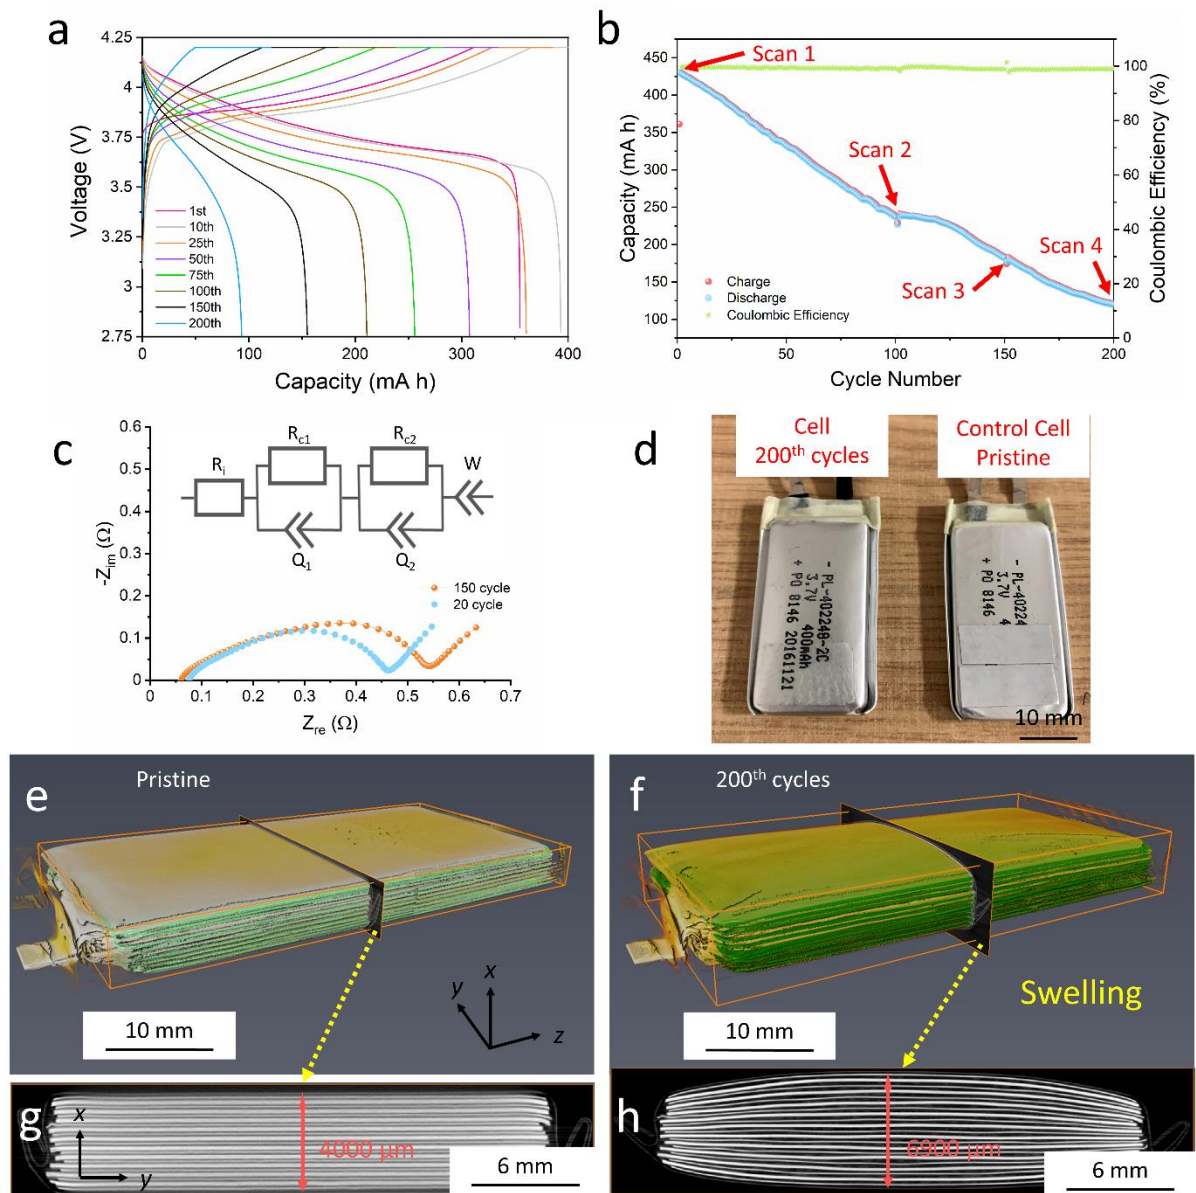 a
4.25
4
3.75
3.5
3.25
2.75
Voltage (V)
0
100
200
300
400
Capacity (mA h)
1st
10th
25th
50th
75th
100th
150th
200th
b
450
425
375
350
300
275
250
225
175
150
100
Capacity (mA h)
0
50
100
150
200
Cycle Number
100
80
60
40
20
0
Coulombic Efficiency (%)
Scan 1
Scan 2
Scan 3
Scan 4
Charge
Discharge
Coulombic Efficiency
c
0.6
0.5
0.4
0.3
0.2
0.1
0
-Zim (Ω)
0
0.1
0.2
0.3
0.4
0.5
0.6
0.7
Zre (Ω)
Ri
Rc1
Rc2
W
Q1
Q2
150 cycle
20 cycle
d
Cell
200th cycles
Control Cell
Pristine
- PL-402248-2C
3.7V 400mAh
+ PO 8146 20161121
- PL-40224
3.7V 4
+ PO 8146
10 mm
e
Pristine
10 mm
x
y
z
f
200th cycles
Swelling
10 mm
g
x
y
4000 μm
6 mm
h
6900 μm
6 mm